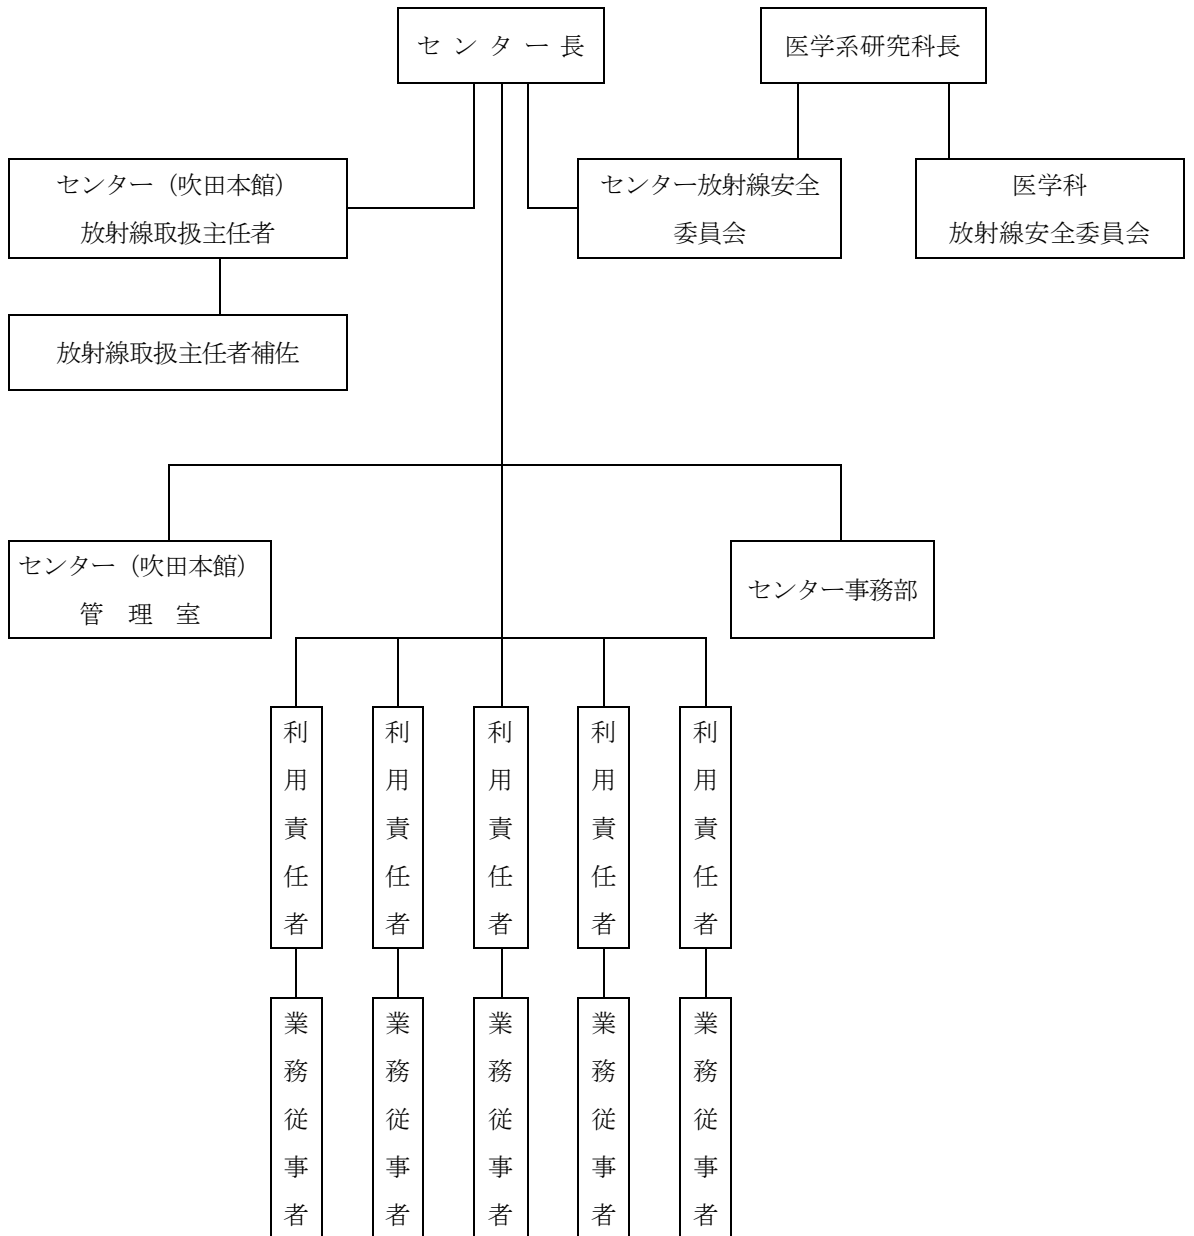 センター長
医学系研究科長
センター（吹田本館）
放射線取扱主任者
センター放射線安全
委員会
医学科
放射線安全委員会
放射線取扱主任者補佐
センター（吹田本館）
管　理　室
センター事務部
利用責任者
利用責任者
利用責任者
利用責任者
利用責任者
業務従事者
業務従事者
業務従事者
業務従事者
業務従事者